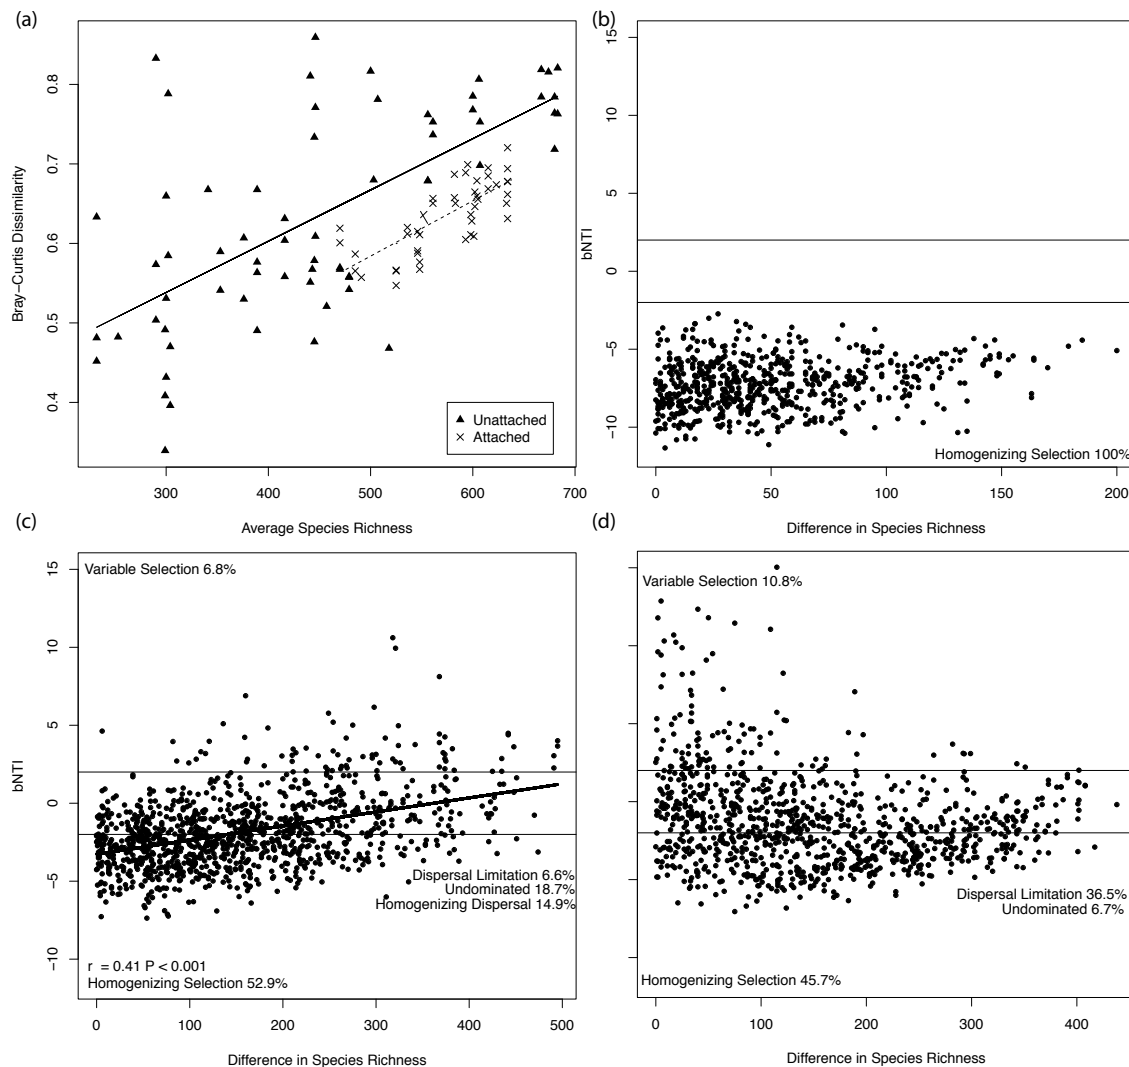 (a)
Bray−Curtis Dissimilarity
0.8
0.7
0.6
0.5
0.4
Unattached
Attached
300
400
500
600
700
Average Species Richness
(b)
bNTI
15
10
5
0
−5
−10
Homogenizing Selection 100%
0
50
100
150
200
Difference in Species Richness
(c)
bNTI
15
10
5
0
−5
−10
Variable Selection 6.8%
Dispersal Limitation 6.6%
Undominated 18.7%
Homogenizing Dispersal 14.9%
r = 0.41 P < 0.001
Homogenizing Selection 52.9%
0
100
200
300
400
500
Difference in Species Richness
(d)
Variable Selection 10.8%
Dispersal Limitation 36.5%
Undominated 6.7%
Homogenizing Selection 45.7%
0
100
200
300
400
Difference in Species Richness